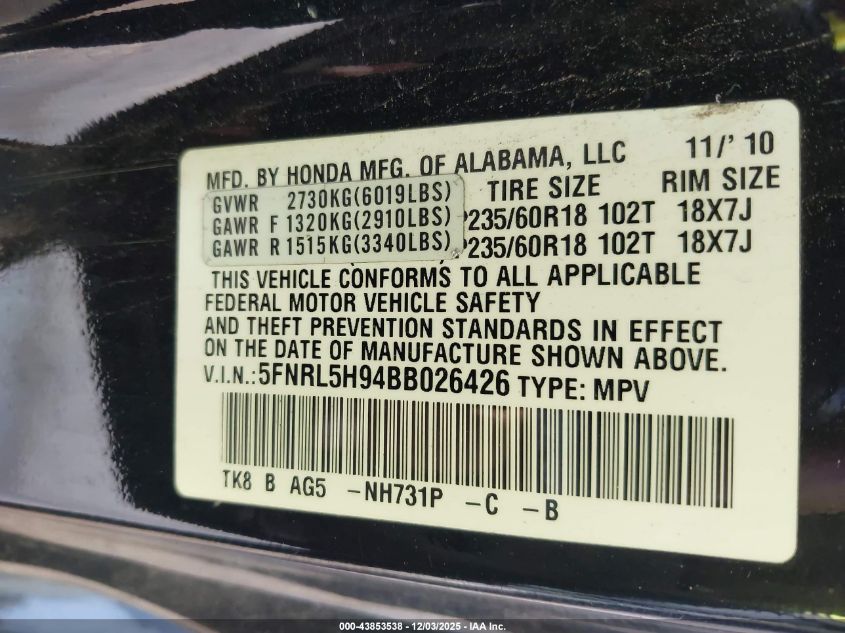 MFD. BY HONDA MFG. OF ALABAMA, LLC 11/'10
GVWR 2730KG(6019LBS) TIRE SIZE RIM SIZE
GAWR F 1320KG(2910LBS) P235/60R18 102T 18X7J
GAWR R 1515KG(3340LBS) P235/60R18 102T 18X7J
THIS VEHICLE CONFORMS TO ALL APPLICABLE
FEDERAL MOTOR VEHICLE SAFETY
AND THEFT PREVENTION STANDARDS IN EFFECT
ON THE DATE OF MANUFACTURE SHOWN ABOVE.
V.I.N.:5FNRL5H94BB026426 TYPE: MPV
TK8 B AG5 -NH731P -C -B
000-43853538 - 12/03/2025 - IAA Inc.